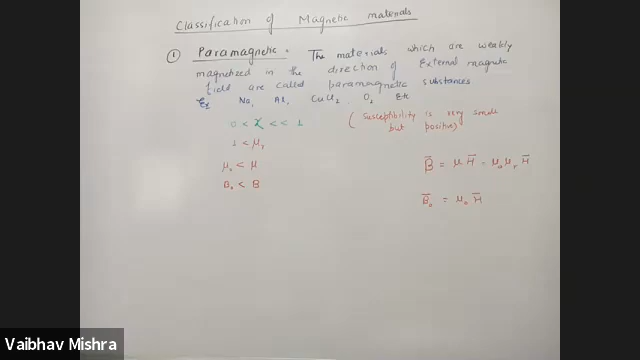 Classification of Magnetic materials
① Paramagnetic. The materials which are weakly
magnetized in the direction of External magnetic
field are called paramagnetic substances
Ex Na, Al, CuCl₂ O₂ Etc
0 < χ << 1 ( Susceptibility is very small
but positive)
1 < μᵣ
μ₀ < μ
B₀ < B
B̅ = μ H̅ = μ₀ μᵣ H̅
B̅₀ = μ₀ H̅
Vaibhav Mishra